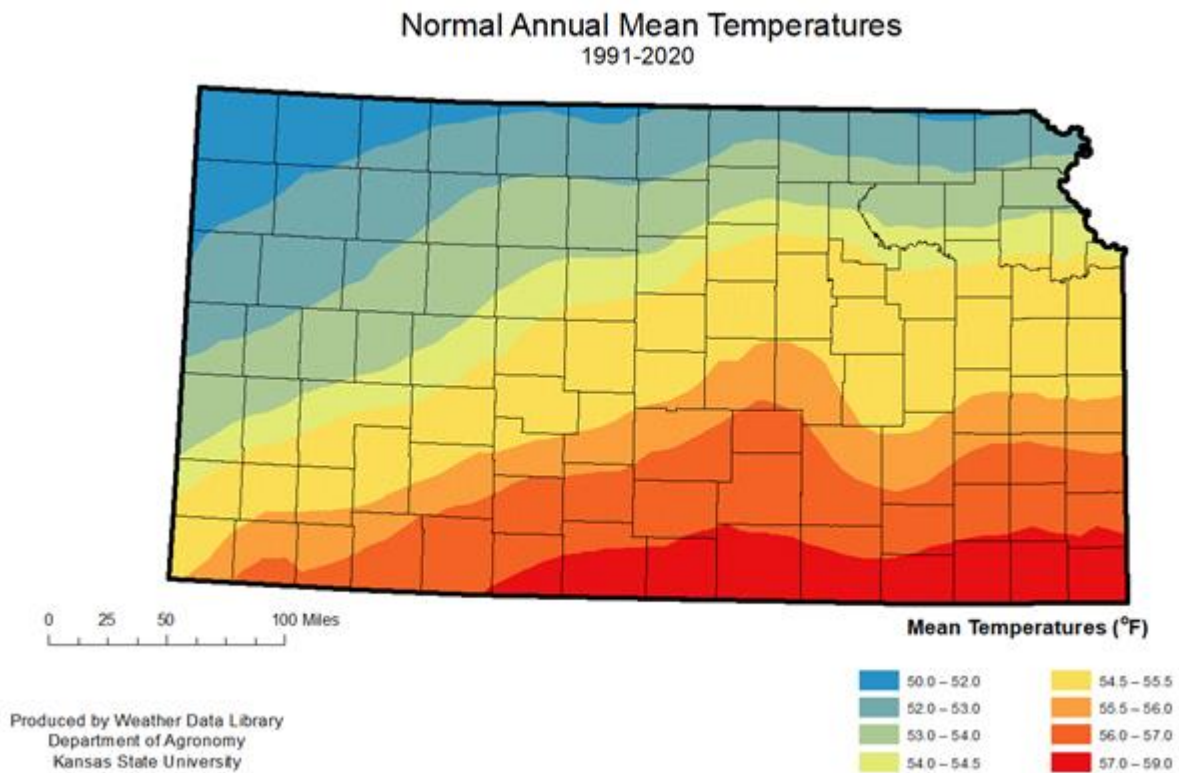 Normal Annual Mean Temperatures
1991-2020
0 25 50 100 Miles
Mean Temperatures (°F)
50.0 – 52.0
52.0 – 53.0
53.0 – 54.0
54.0 – 54.5
54.5 – 55.5
55.5 – 56.0
56.0 – 57.0
57.0 – 59.0
Produced by Weather Data Library
Department of Agronomy
Kansas State University